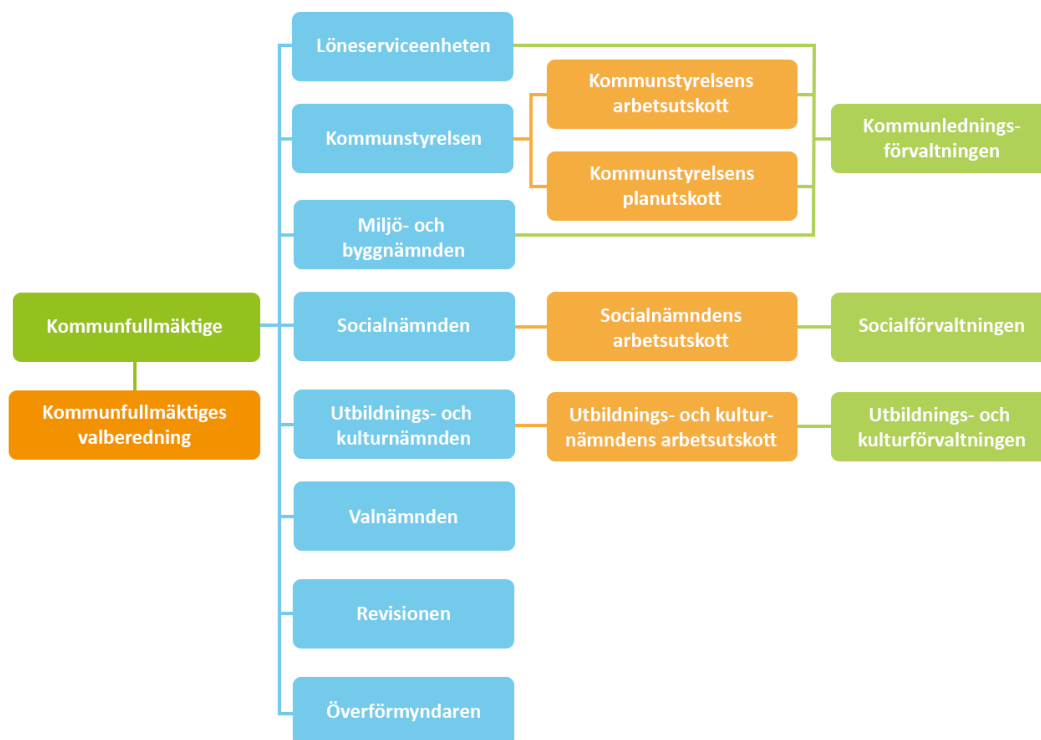 Löneserviceenheten
Kommunstyrelsens
arbetsutskott
Kommunstyrelsen
Kommunlednings-
förvaltningen
Kommunstyrelsens
planutskott
Miljö- och
byggnämnden
Kommunfullmäktige
Socialnämnden
Socialnämndens
arbetsutskott
Socialförvaltningen
Kommunfullmäktiges
valberedning
Utbildnings- och
kulturnämnden
Utbildnings- och kultur-
nämndens arbetsutskott
Utbildnings- och
kulturförvaltningen
Valnämnden
Revisionen
Överförmyndaren